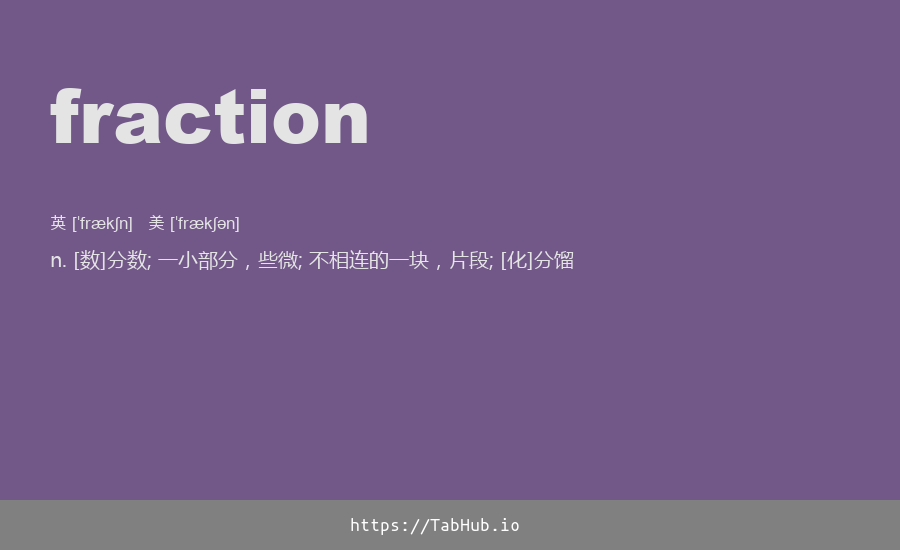 fraction
英 ['frækʃn] 美 ['frækʃən]
n. [数]分数; 一小部分，些微; 不相连的一块，片段; [化]分馏
https://TabHub.io